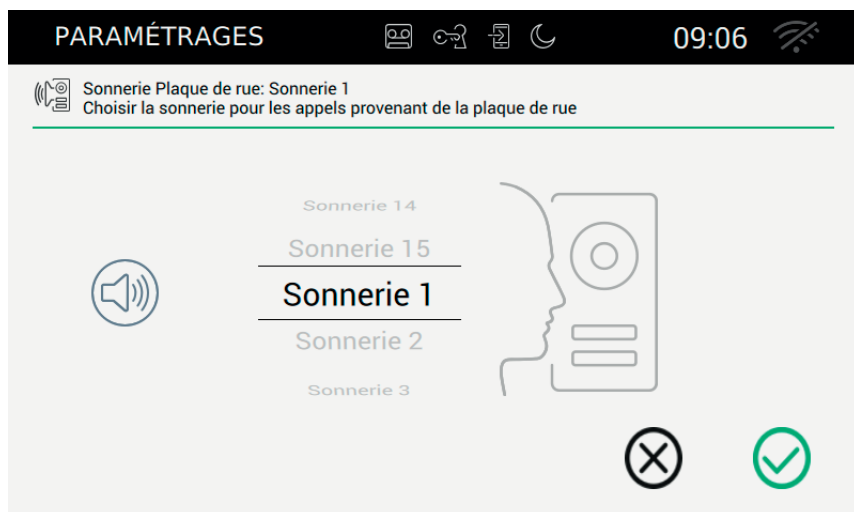 PARAMÉTRAGES
09:06
Sonnerie Plaque de rue: Sonnerie 1
Choisir la sonnerie pour les appels provenant de la plaque de rue
Sonnerie 14
Sonnerie 15
Sonnerie 1
Sonnerie 2
Sonnerie 3